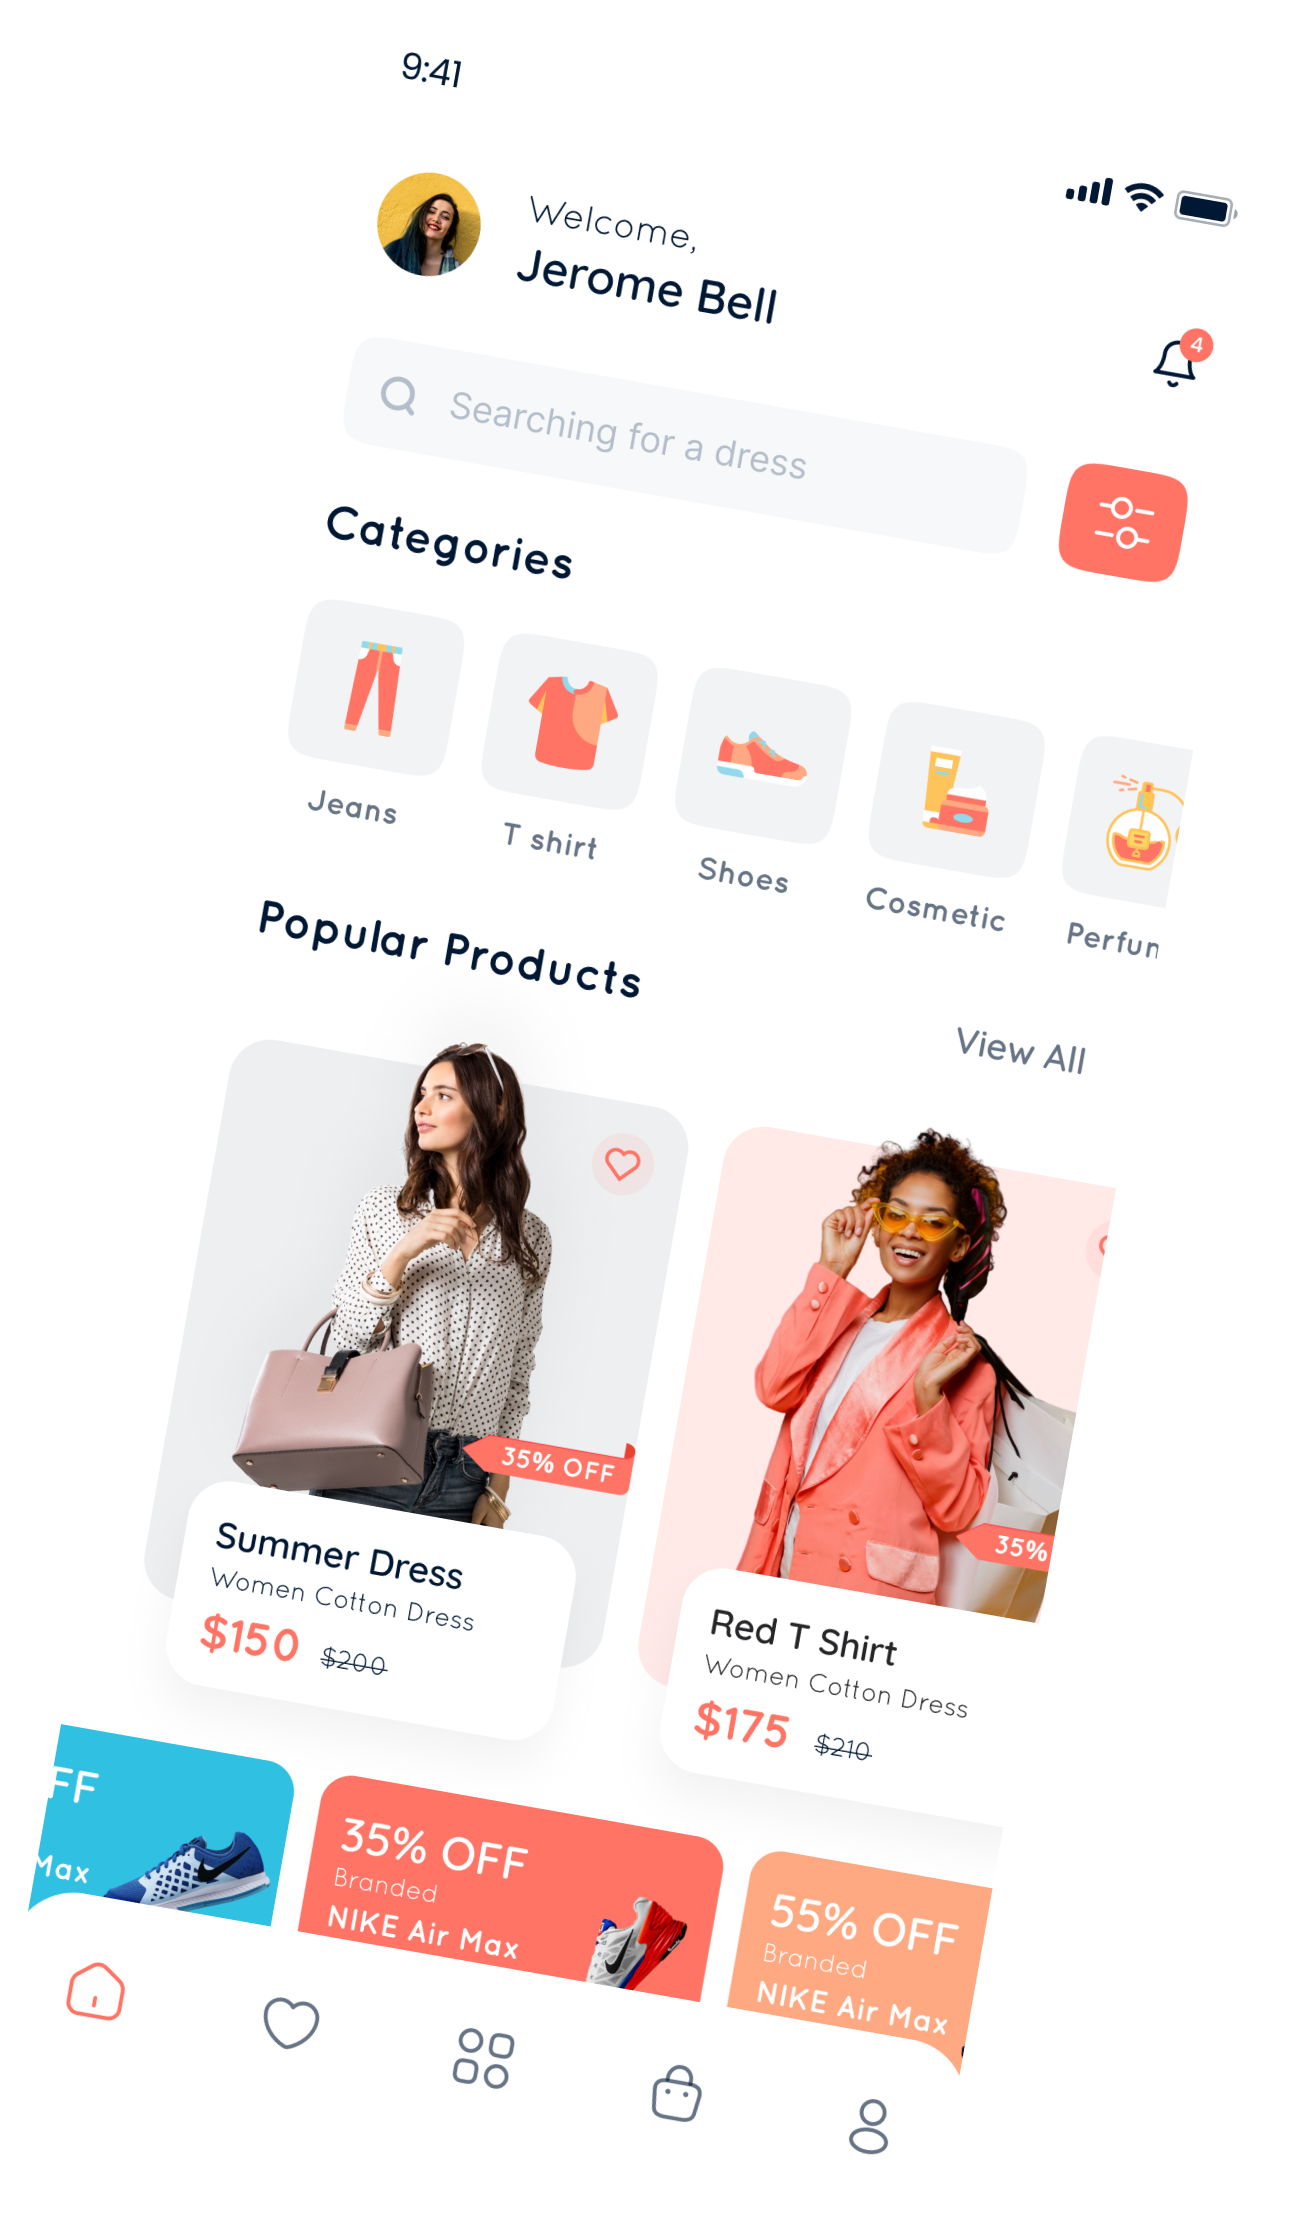 9:41
Welcome,
Jerome Bell
4
Searching for a dress
Categories
Jeans
T shirt
Shoes
Cosmetic
Perfun
Popular Products
View All
35% OFF
Summer Dress
Women Cotton Dress
$150 $200
35%
Red T Shirt
Women Cotton Dress
$175 $210
FF
Max
35% OFF
Branded
NIKE Air Max
55% OFF
Branded
NIKE Air Max